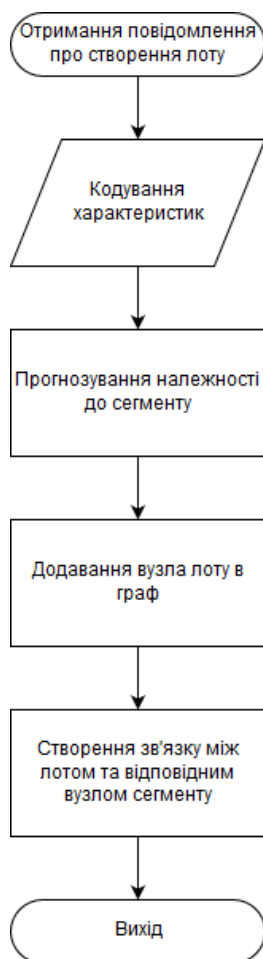 Отримання повідомлення
про створення лоту
Кодування
характеристик
Прогнозування належності
до сегменту
Додавання вузла лоту в
граф
Створення зв'язку між
лотом та відповідним
вузлом сегменту
Вихід